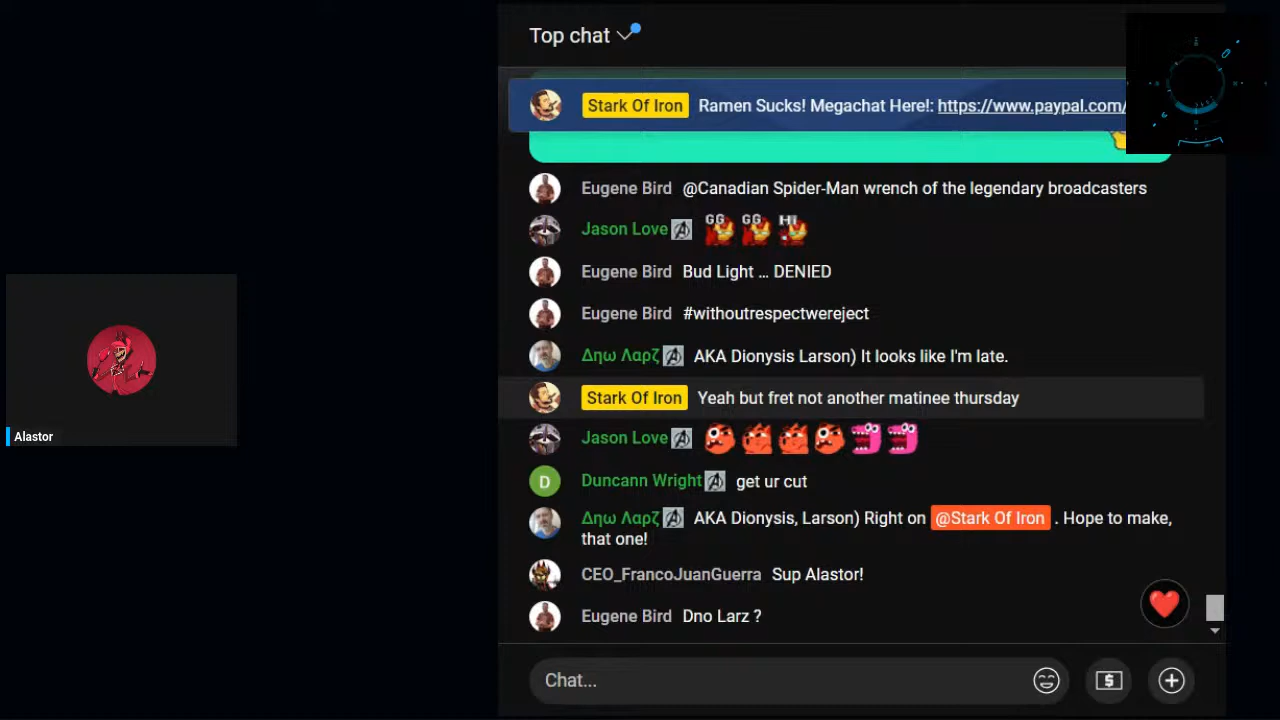 Top chat
Stark Of Iron Ramen Sucks! Megachat Here!: https://www.paypal.com/
Eugene Bird @Canadian Spider-Man wrench of the legendary broadcasters
Jason Love GG GG Hi
Eugene Bird Bud Light ... DENIED
Eugene Bird #withoutrespectwereject
Δηω Λαρζ AKA Dionysis Larson) It looks like I'm late.
Stark Of Iron Yeah but fret not another matinee thursday
Jason Love
D Duncann Wright get ur cut
Δηω Λαρζ AKA Dionysis, Larson) Right on @Stark Of Iron . Hope to make,
that one!
CEO_FrancoJuanGuerra Sup Alastor!
Eugene Bird Dno Larz ?
Chat...
Alastor